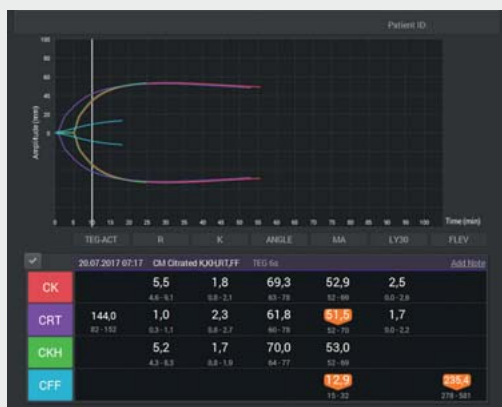 Patient ID
100
80
60
40
20
0
Amplitude (mm)
0 5 10 15 20 25 30 35 40 45 50 55 60 65 70 75 80 85 90 95 100 Time (min)
TEG-ACT R K ANGLE MA LY30 FLEV
20.07.2017 07:17 CM Citrated K,KH,RT,FF TEG 6s Add Note
CK 5,5 1,8 69,3 52,9 2,5
4,6 - 9,1 0,8 - 2,1 63 - 78 52 - 69 0,0 - 2,6
CRT 144,0 1,0 2,3 61,8 51,5 1,7
82 - 152 0,3 - 1,1 0,8 - 2,7 60 - 78 52 - 70 0,0 - 2,2
CKH 5,2 1,7 70,0 53,0
4,3 - 8,3 0,8 - 1,9 64 - 77 52 - 69
CFF 12,9 235,4
15 - 32 278 - 581